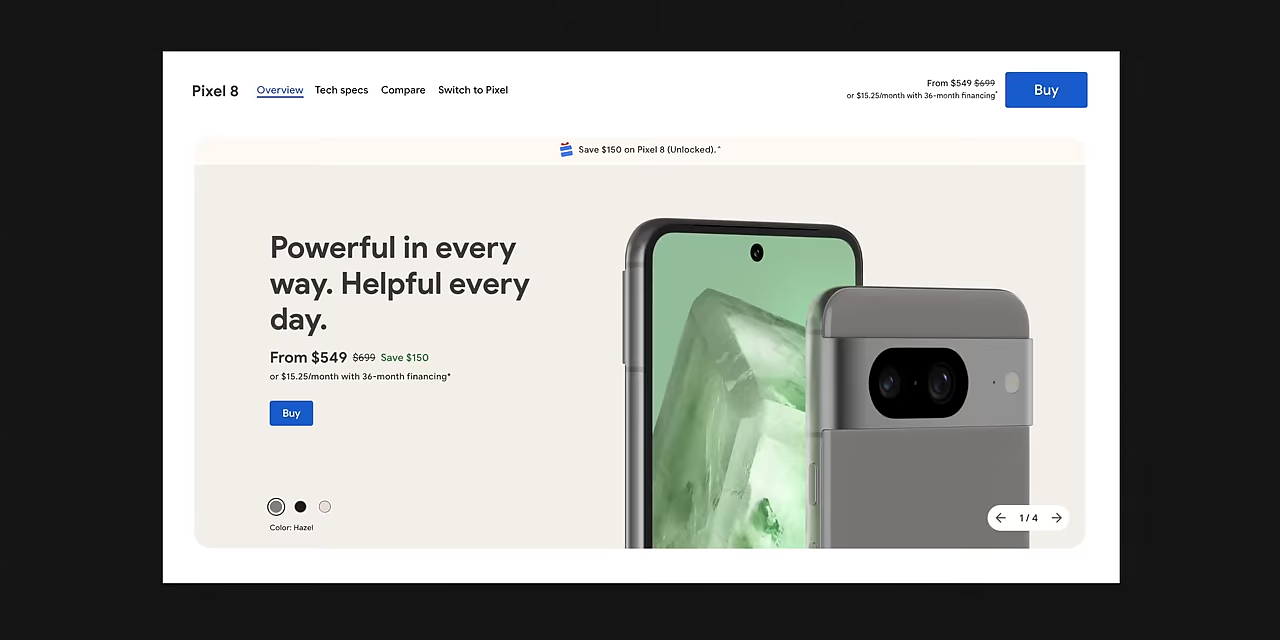 Pixel 8
Overview
Tech specs
Compare
Switch to Pixel
From $549 $699
or $15.25/month with 36-month financing*
Buy
Save $150 on Pixel 8 (Unlocked).^
Powerful in every
way. Helpful every
day.
From $549 $699 Save $150
or $15.25/month with 36-month financing*
Buy
Color: Hazel
1 / 4